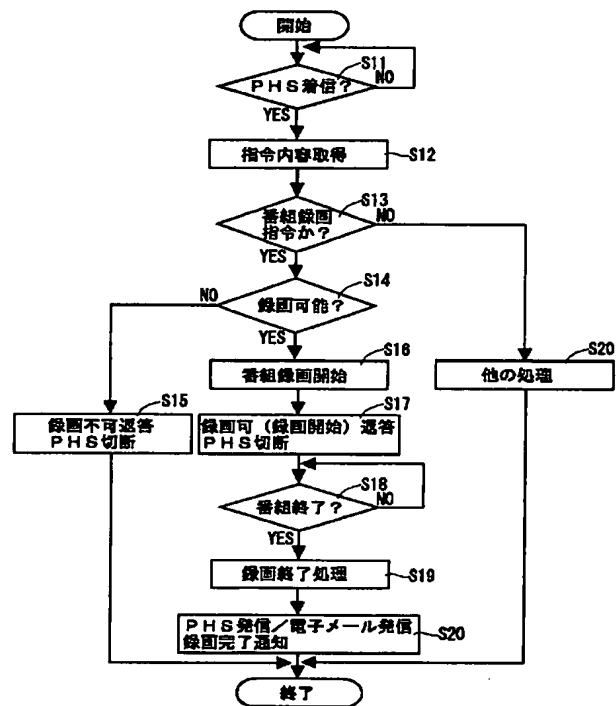 開始
S11
PHS着信?
NO
YES
指令内容取得
S12
S13
番組録画
指令か?
NO
YES
S14
NO
録画可能?
YES
S16
番組録画開始
S20
他の処理
S15
録画不可返答
PHS切断
S17
録画可(録画開始)返答
PHS切断
S18
番組終了?
NO
YES
録画終了処理
S19
PHS発信/電子メール発信
録画完了通知
S20
終了